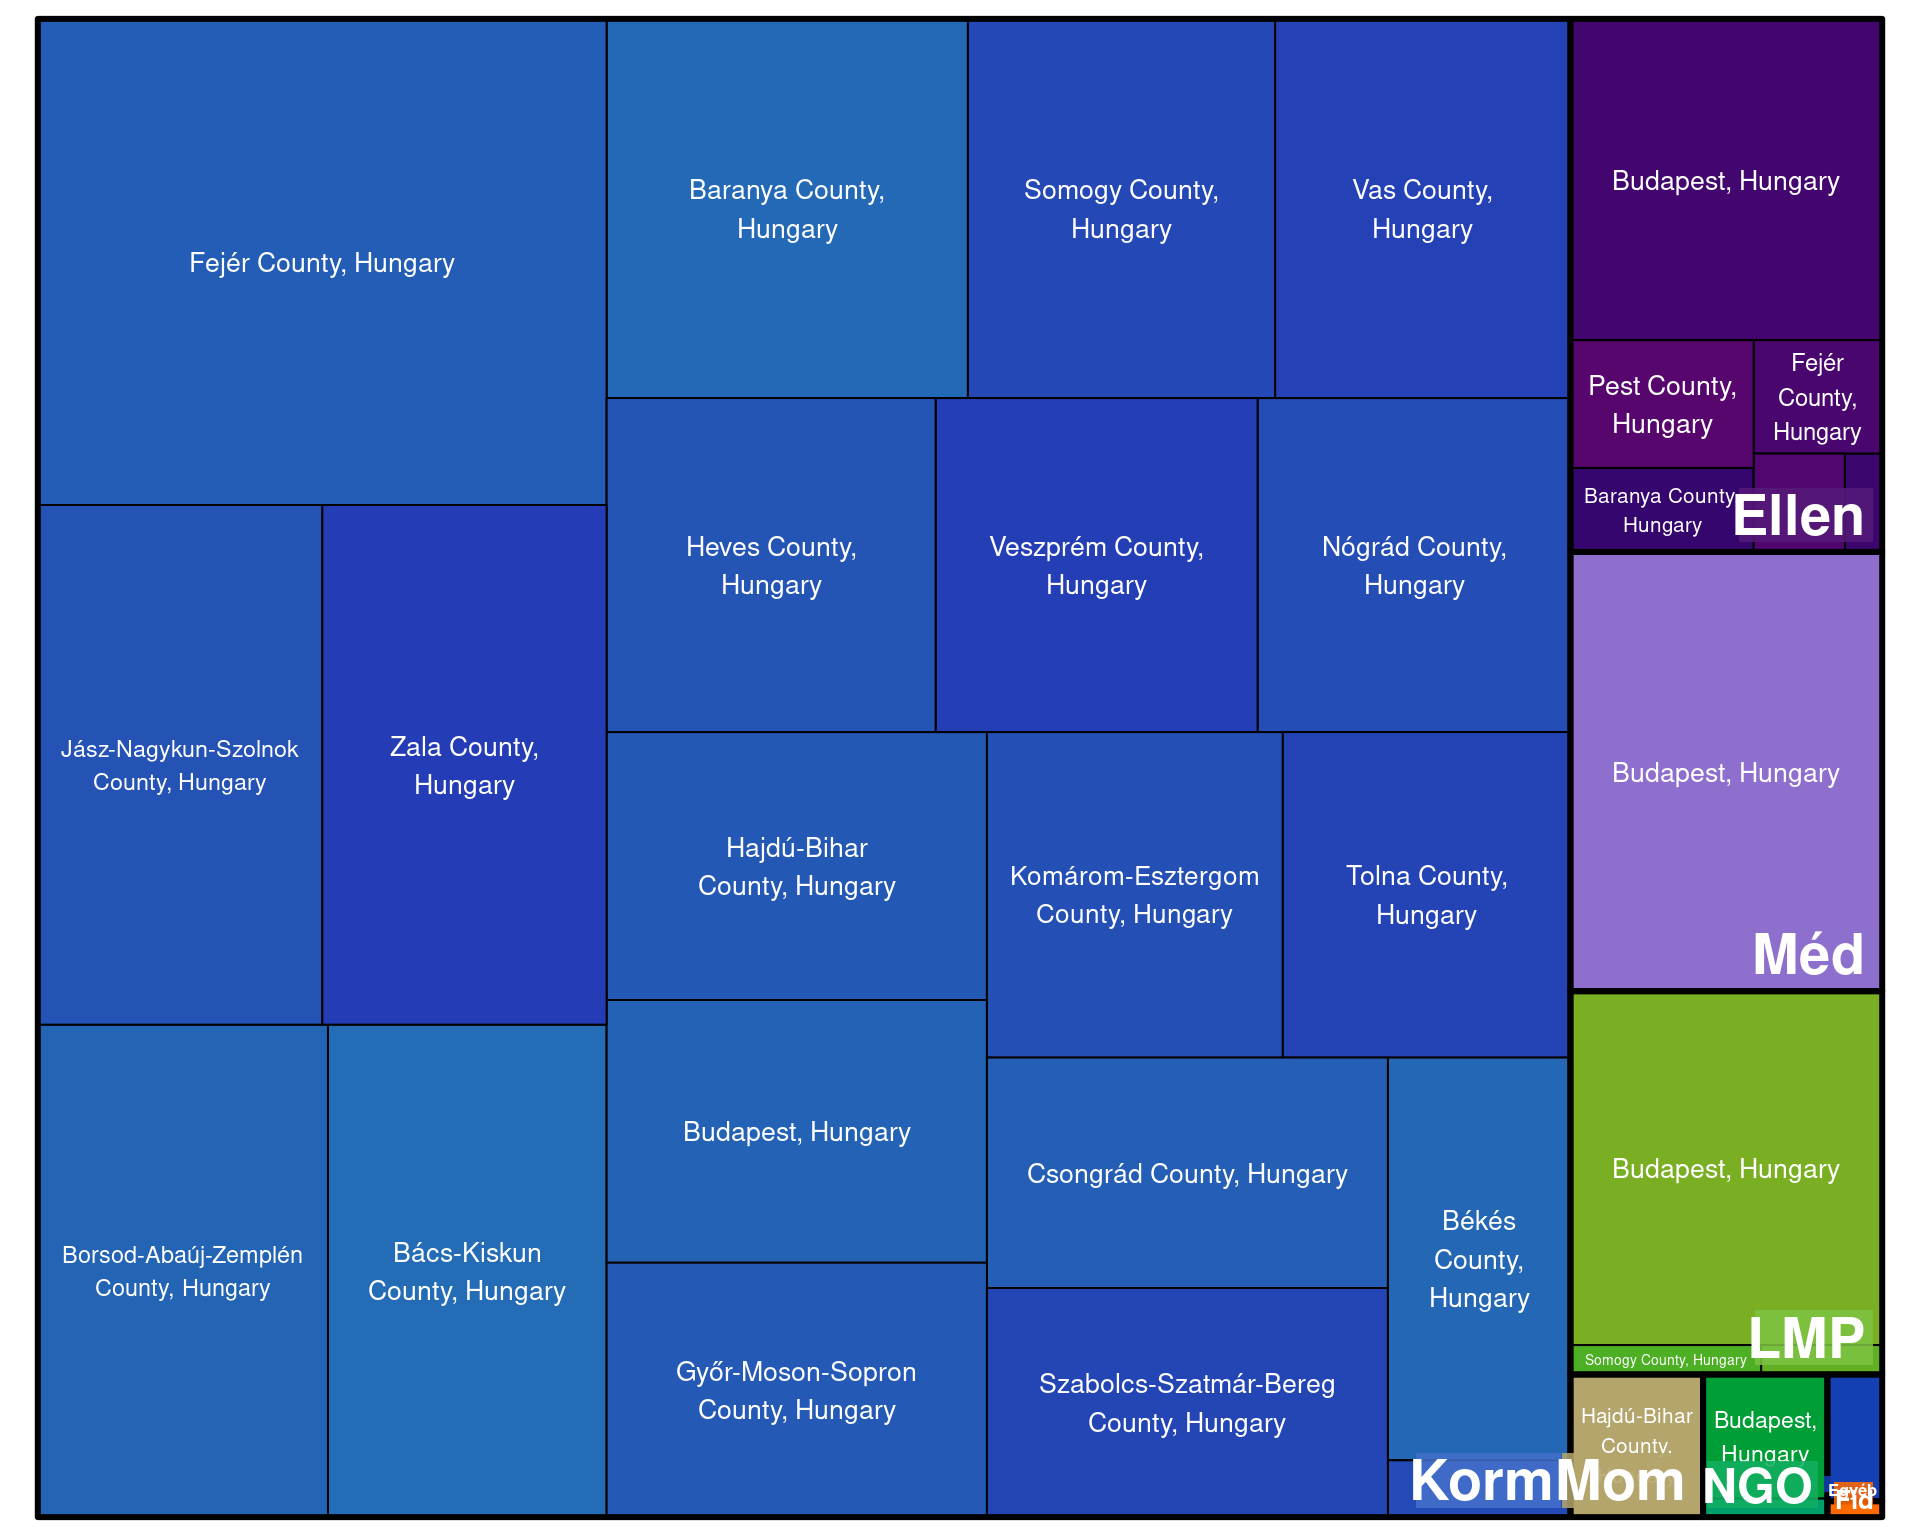 Fejér County, Hungary
Baranya County,
Hungary
Somogy County,
Hungary
Vas County,
Hungary
Budapest, Hungary
Pest County,
Hungary
Fejér
County,
Hungary
Baranya County,
Hungary
Ellen
Jász-Nagykun-Szolnok
County, Hungary
Zala County,
Hungary
Heves County,
Hungary
Veszprém County,
Hungary
Nógrád County,
Hungary
Budapest, Hungary
Méd
Hajdú-Bihar
County, Hungary
Komárom-Esztergom
County, Hungary
Tolna County,
Hungary
Budapest, Hungary
Csongrád County, Hungary
Békés
County,
Hungary
Budapest, Hungary
LMP
Somogy County, Hungary
Borsod-Abaúj-Zemplén
County, Hungary
Bács-Kiskun
County, Hungary
Győr-Moson-Sopron
County, Hungary
Szabolcs-Szatmár-Bereg
County, Hungary
Korm
Hajdú-Bihar
County,
Mom
Budapest,
Hungary
NGO
Egyéb
Fid